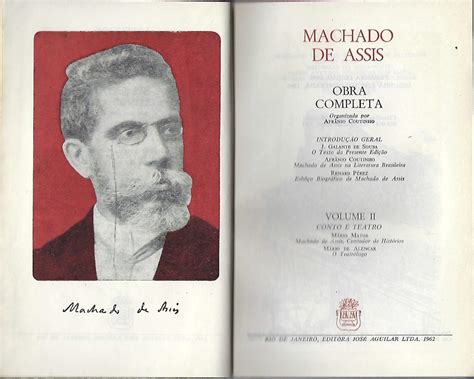 Machado de Assis
MACHADO
DE ASSIS
OBRA
COMPLETA
Organizada por
AFRÂNIO COUTINHO
INTRODUÇÃO GERAL
J. GALANTE DE SOUSA
O Texto da Presente Edição
AFRÂNIO COUTINHO
Machado de Assis na Literatura Brasileira
RENARD PÉREZ
Esbôço Biográfico de Machado de Assis
VOLUME II
CONTO E TEATRO
MÁRIO MATOS
Machado de Assis, Contador de Histórias
MÁRIO DE ALENCAR
O Teatrólogo
RIO DE JANEIRO, EDITÔRA JOSÉ AGUILAR LTDA. 1962